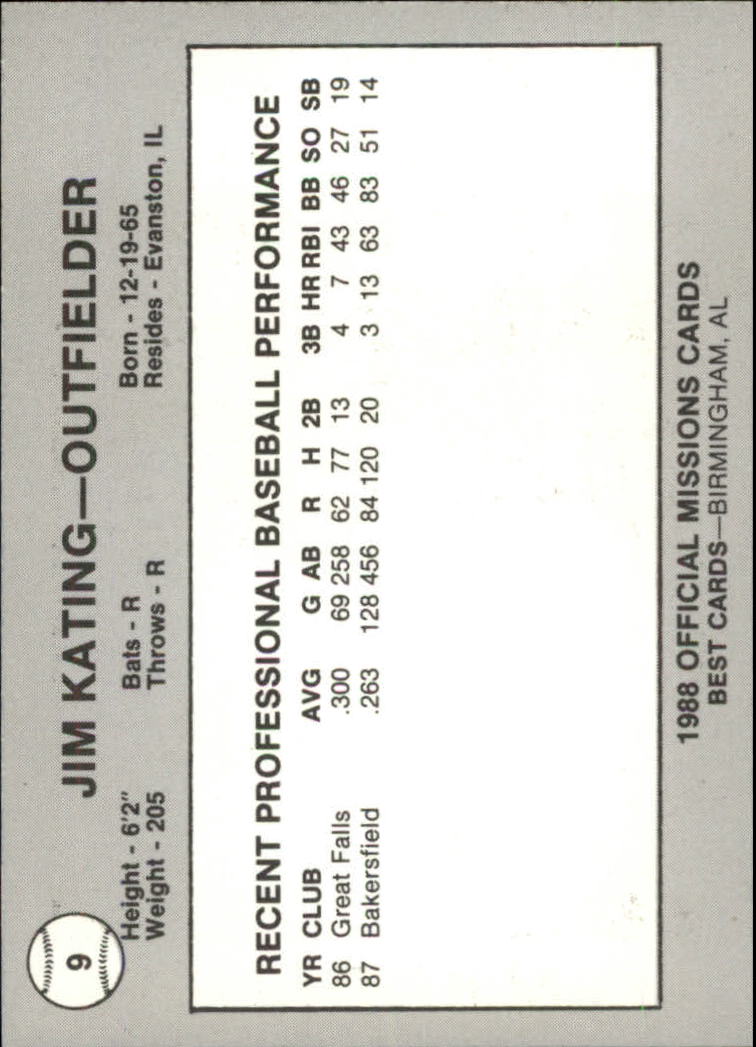 9
JIM KATING—OUTFIELDER
Height - 6'2" Bats - R Born - 12-19-65
Weight - 205 Throws - R Resides - Evanston, IL
RECENT PROFESSIONAL BASEBALL PERFORMANCE
YR CLUB AVG G AB R H 2B 3B HR RBI BB SO SB
86 Great Falls .300 69 258 62 77 13 4 7 43 46 27 19
87 Bakersfield .263 128 456 84 120 20 3 13 63 83 51 14
1988 OFFICIAL MISSIONS CARDS
BEST CARDS—BIRMINGHAM, AL